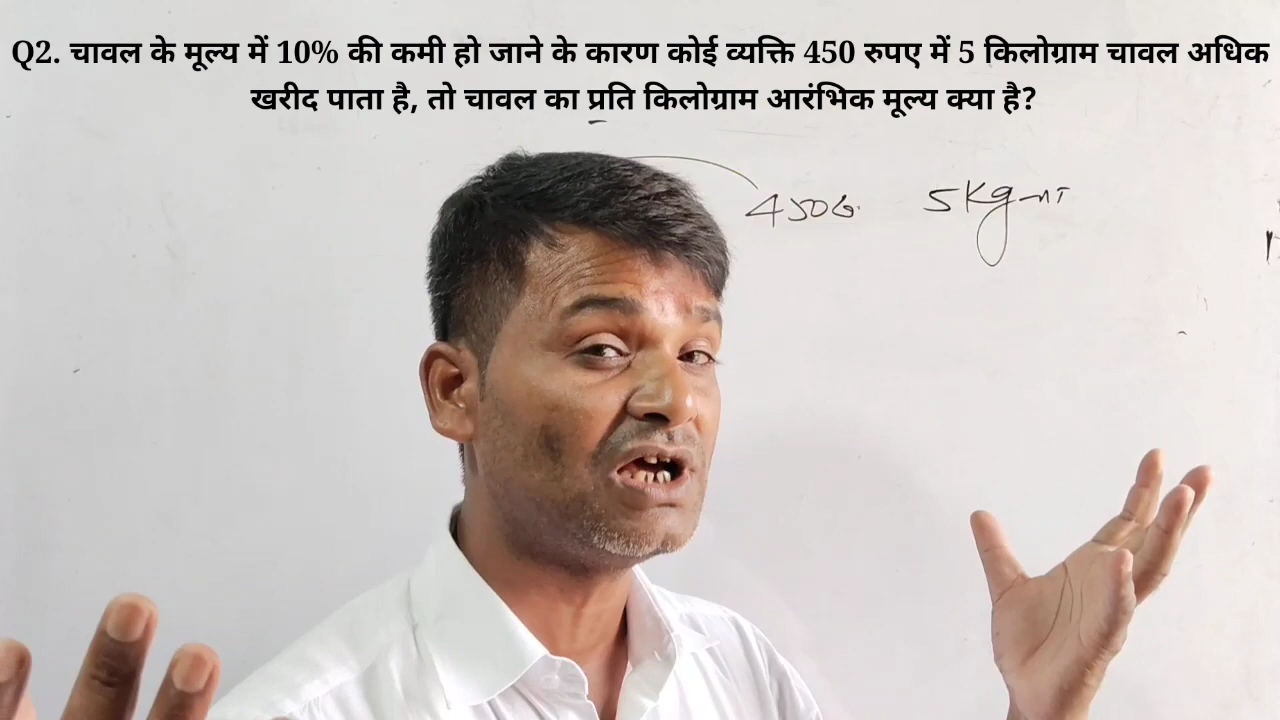 Q2. चावल के मूल्य में 10% की कमी हो जाने के कारण कोई व्यक्ति 450 रुपए में 5 किलोग्राम चावल अधिक
खरीद पाता है, तो चावल का प्रति किलोग्राम आरंभिक मूल्य क्या है?
450 5Kg